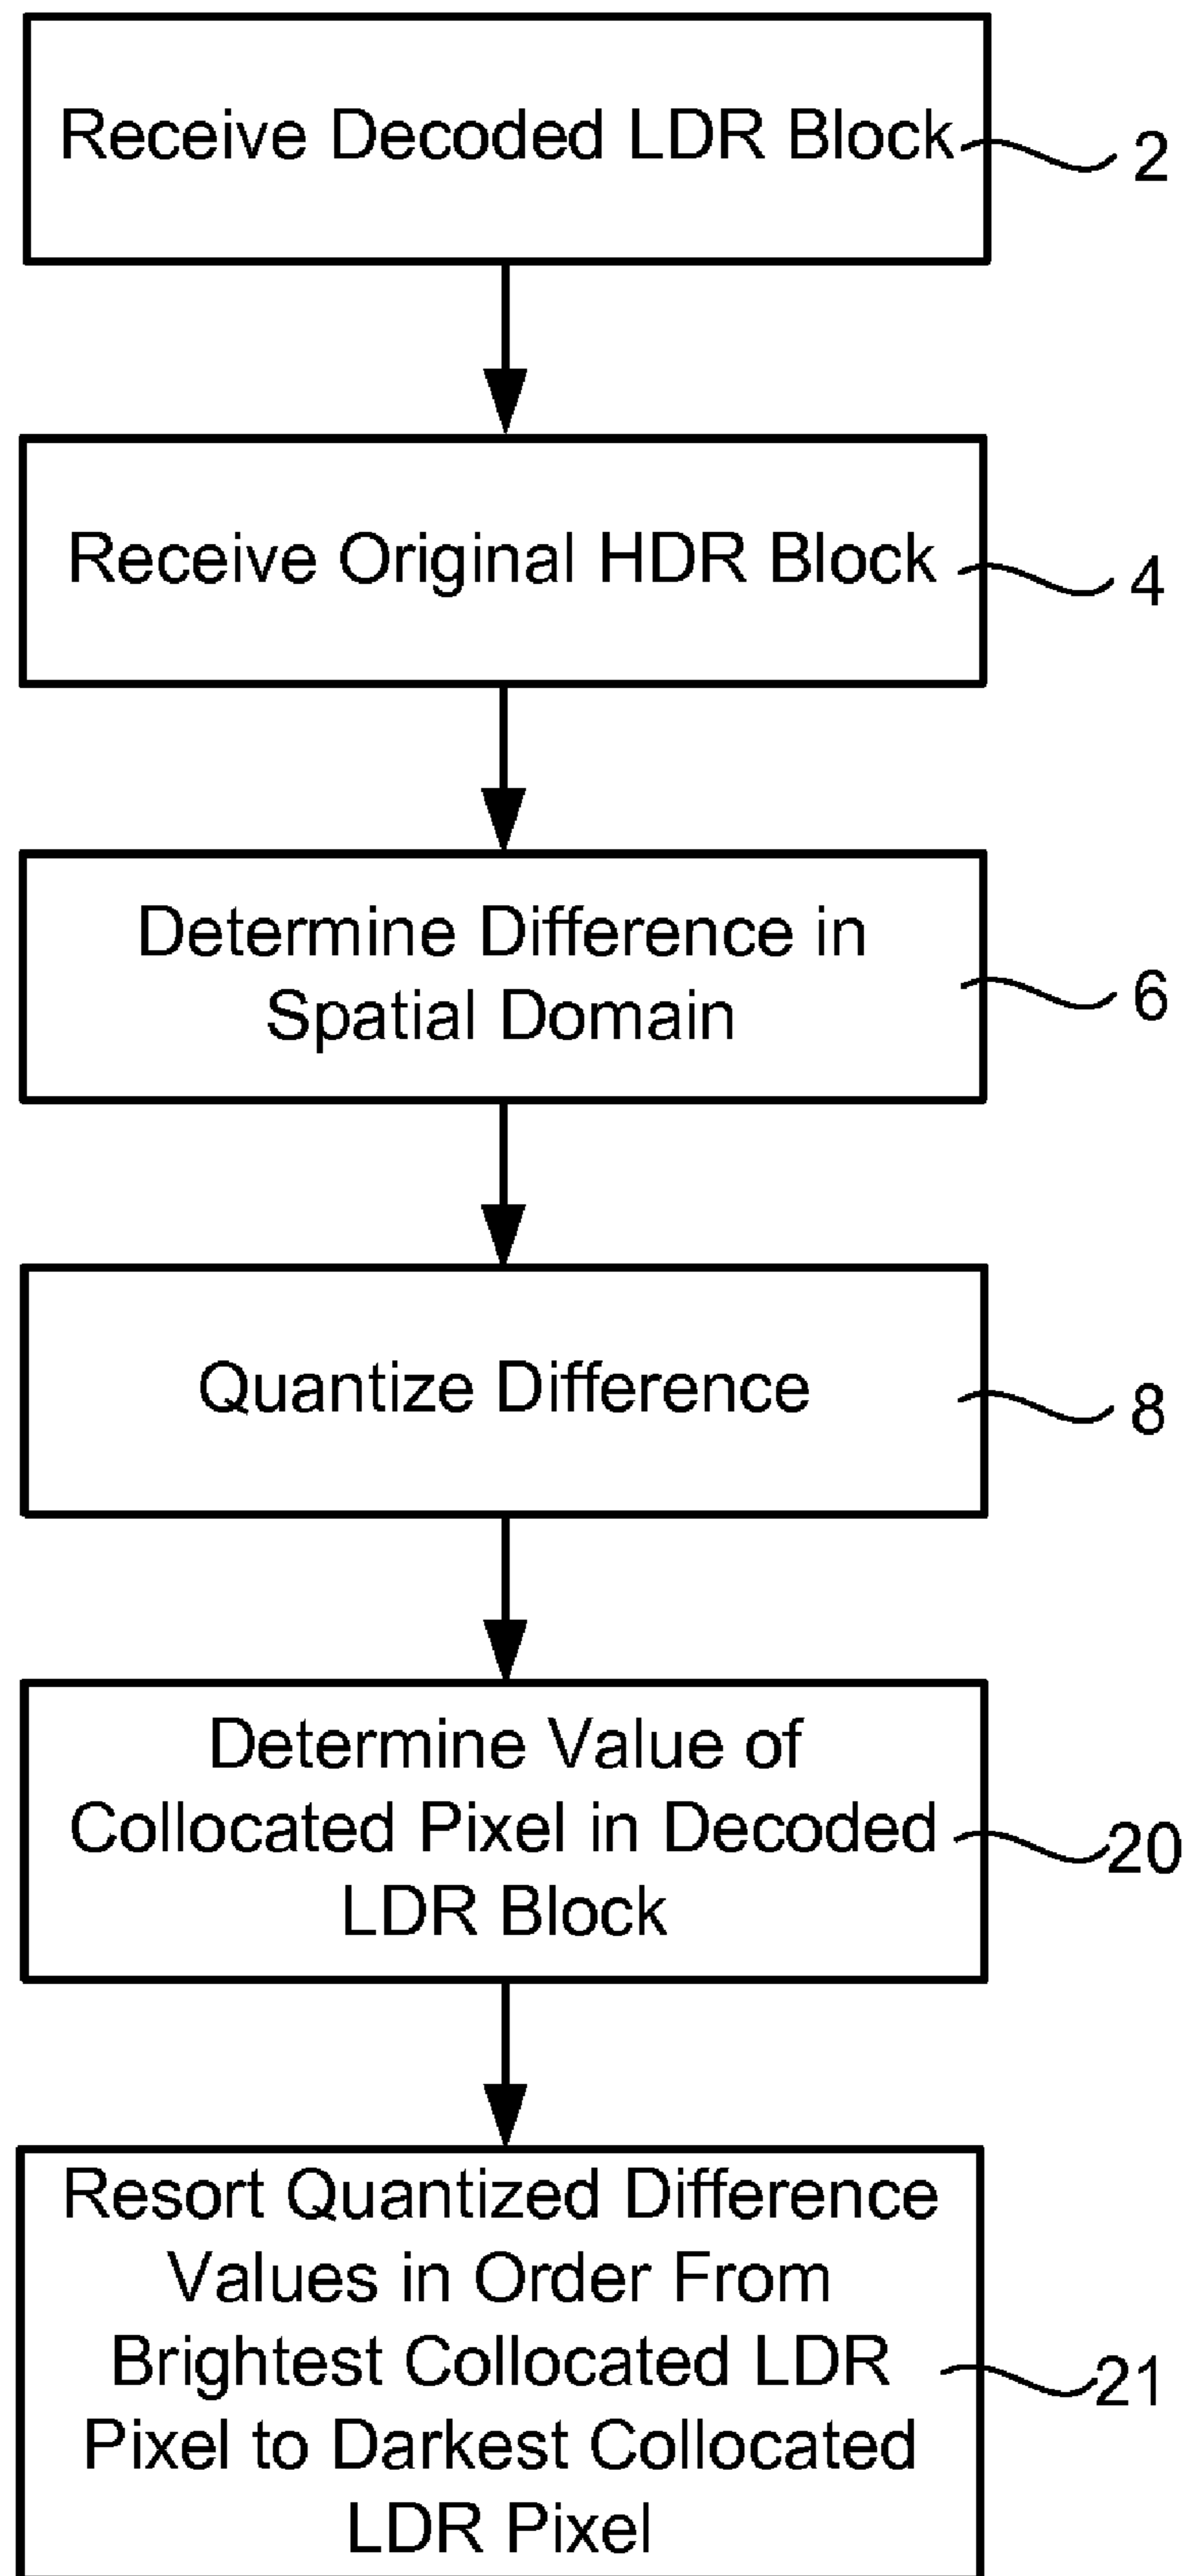 Receive Decoded LDR Block
2
Receive Original HDR Block
4
Determine Difference in
Spatial Domain
6
Quantize Difference
8
Determine Value of
Collocated Pixel in Decoded
LDR Block
20
Resort Quantized Difference
Values in Order From
Brightest Collocated LDR
Pixel to Darkest Collocated
LDR Pixel
21